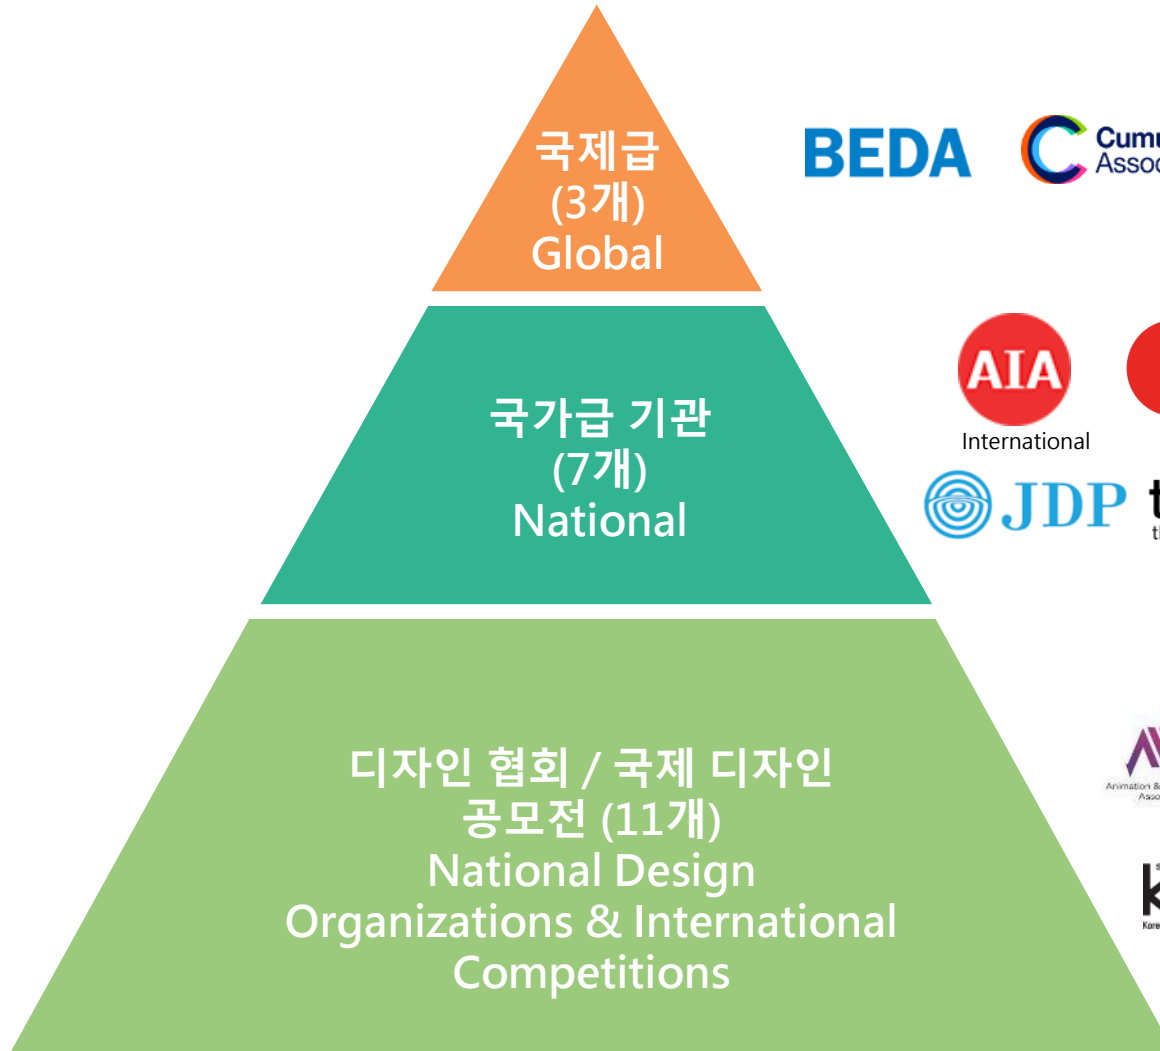 국제급
(3개)
Global
BEDA
International
AIA
국가급 기관
(7개)
National
JDP
디자인 협회 / 국제 디자인
공모전 (11개)
National Design
Organizations & International
Competitions
Animation &